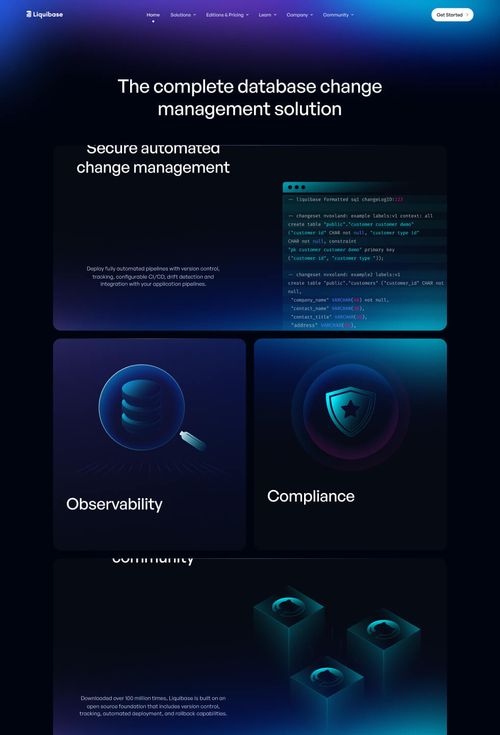 Liquibase
Home
Solutions
Editions & Pricing
Learn
Company
Community
Get Started
The complete database change
management solution
Secure automated
change management
Deploy fully automated pipelines with version control,
tracking, configurable CI/CD, drift detection and
integration with your application pipelines.
-- liquibase formatted sql changeLogID:123
-- changeset nvoxland: example labels:v1 context: all
create table "public"."customer customer demo"
("customer id" CHAR not null, "customer type id"
CHAR not null, constraint
"pk customer customer demo" primary key
("customer id", "customer type "));
-- changeset nvoxland: example2 labels:v1
create table "public"."customers" ("customer_id" CHAR not
null,
"company_name" VARCHAR( ) not null,
"contact_name" VARCHAR( ),
"contact_title" VARCHAR( ),
"address" VARCHAR( ),
Observability
Compliance
community
Downloaded over 100 million times, Liquibase is built on an
open source foundation that includes version control,
tracking, automated deployment, and rollback capabilities.